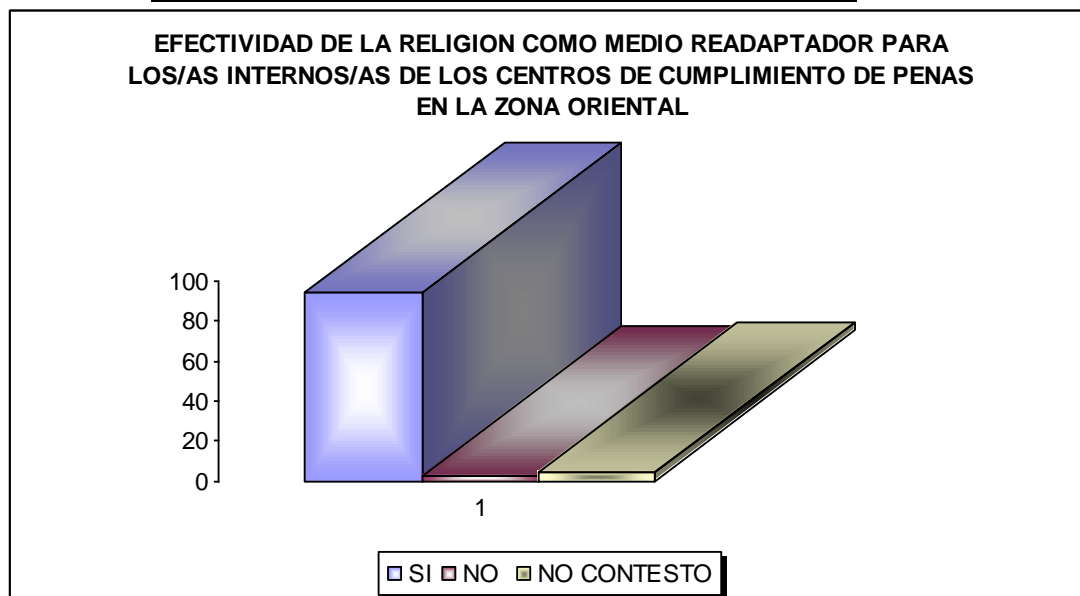 EFECTIVIDAD DE LA RELIGION COMO MEDIO READAPTADOR PARA
LOS/AS INTERNOS/AS DE LOS CENTROS DE CUMPLIMIENTO DE PENAS
EN LA ZONA ORIENTAL
100
80
60
40
20
0
1
SI NO NO CONTESTO